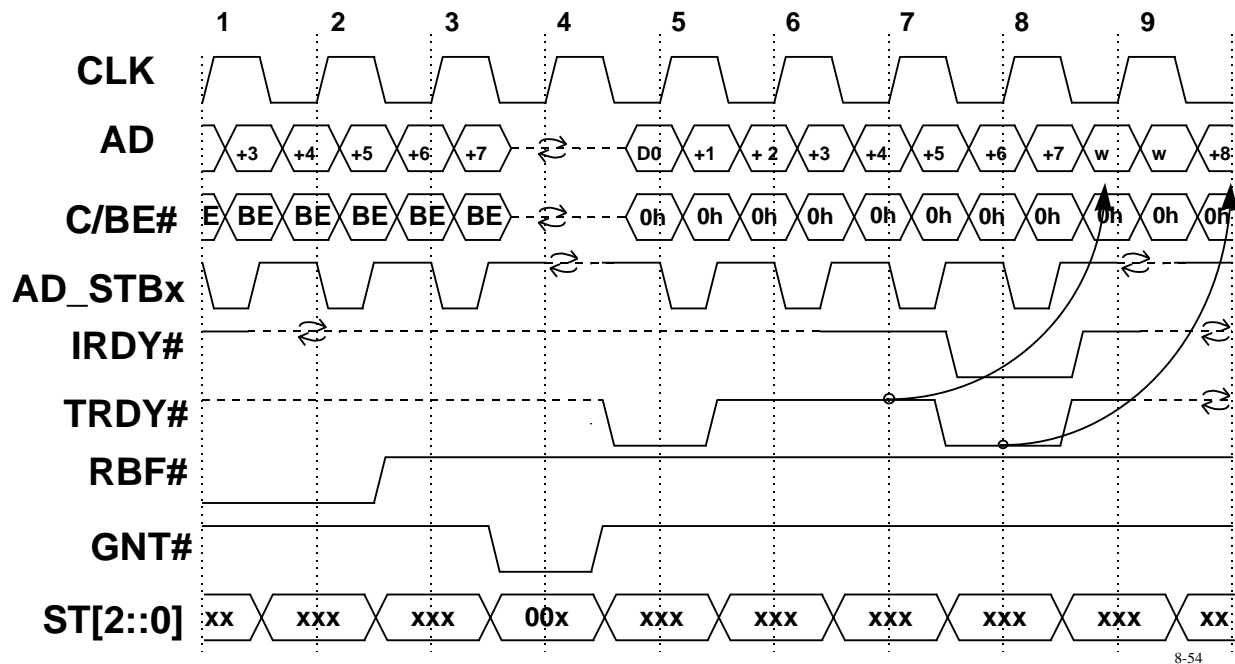 1 2 3 4 5 6 7 8 9
CLK
AD +3 +4 +5 +6 +7 D0 +1 + 2 +3 +4 +5 +6 +7 w w +8
C/BE# E BE BE BE BE BE 0h 0h 0h 0h 0h 0h 0h 0h 0h 0h 0h
AD_STBx
IRDY#
TRDY#
RBF#
GNT#
ST[2::0] xx xxx xxx 00x xxx xxx xxx xxx xxx xx
8-54